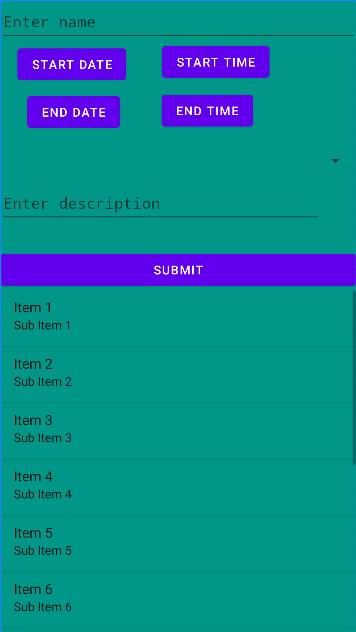 Enter name
START DATE
START TIME
END DATE
END TIME
Enter description
SUBMIT
Item 1
Sub Item 1
Item 2
Sub Item 2
Item 3
Sub Item 3
Item 4
Sub Item 4
Item 5
Sub Item 5
Item 6
Sub Item 6